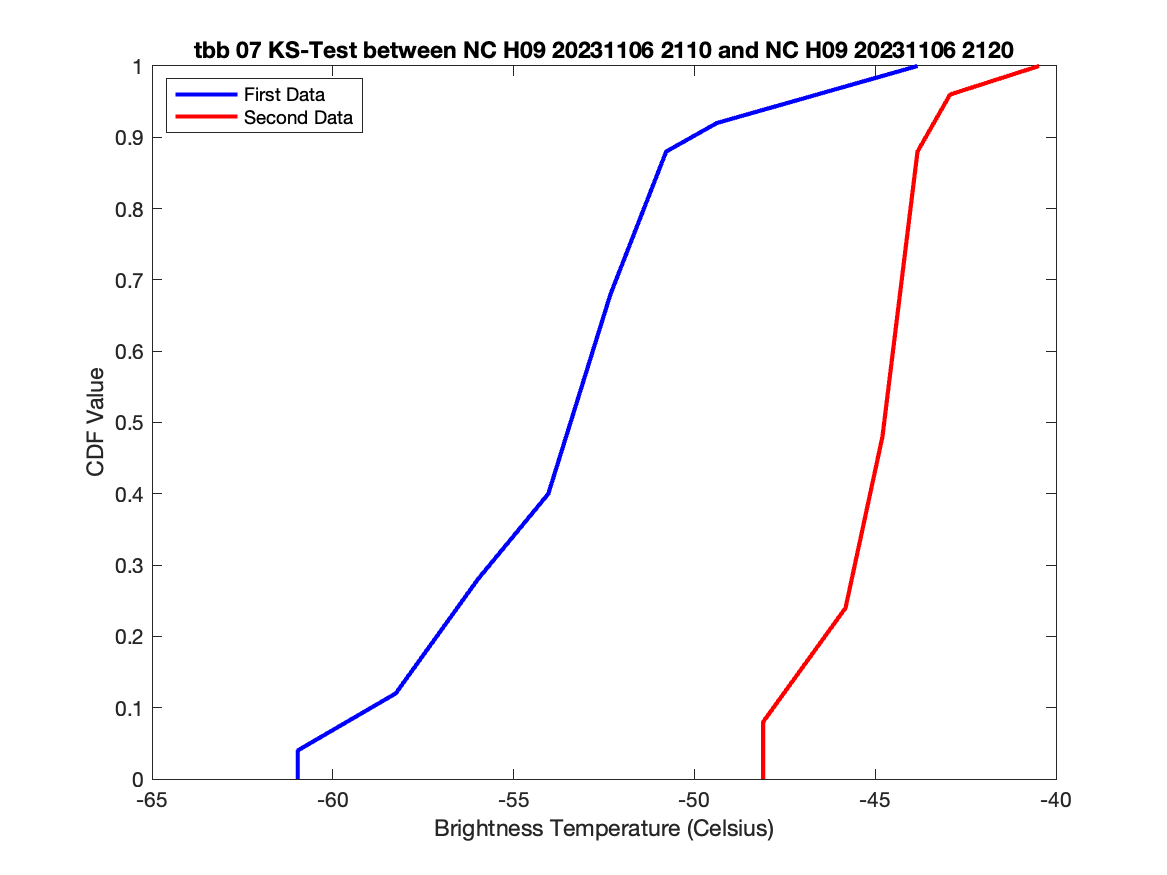 tbb 07 KS-Test between NC H09 20231106 2110 and NC H09 20231106 2120
First Data
Second Data
1
0.9
0.8
0.7
0.6
0.5
0.4
0.3
0.2
0.1
0
CDF Value
-65 -60 -55 -50 -45 -40
Brightness Temperature (Celsius)